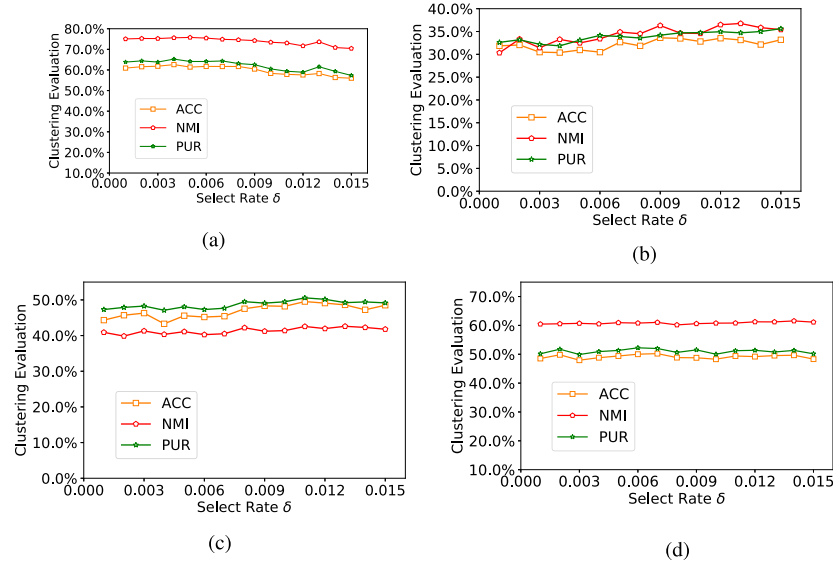 80.0%
70.0%
60.0%
50.0%
40.0%
30.0%
20.0%
10.0%
0.000 0.003 0.006 0.009 0.012 0.015
Clustering Evaluation
Select Rate δ
ACC
NMI
PUR
(a)
40.0%
35.0%
30.0%
25.0%
20.0%
15.0%
10.0%
5.0%
0.0%
0.000 0.003 0.006 0.009 0.012 0.015
Clustering Evaluation
Select Rate δ
ACC
NMI
PUR
(b)
50.0%
40.0%
30.0%
20.0%
10.0%
0.0%
0.000 0.003 0.006 0.009 0.012 0.015
Clustering Evaluation
Select Rate δ
ACC
NMI
PUR
(c)
70.0%
60.0%
50.0%
40.0%
30.0%
20.0%
10.0%
0.000 0.003 0.006 0.009 0.012 0.015
Clustering Evaluation
Select Rate δ
ACC
NMI
PUR
(d)